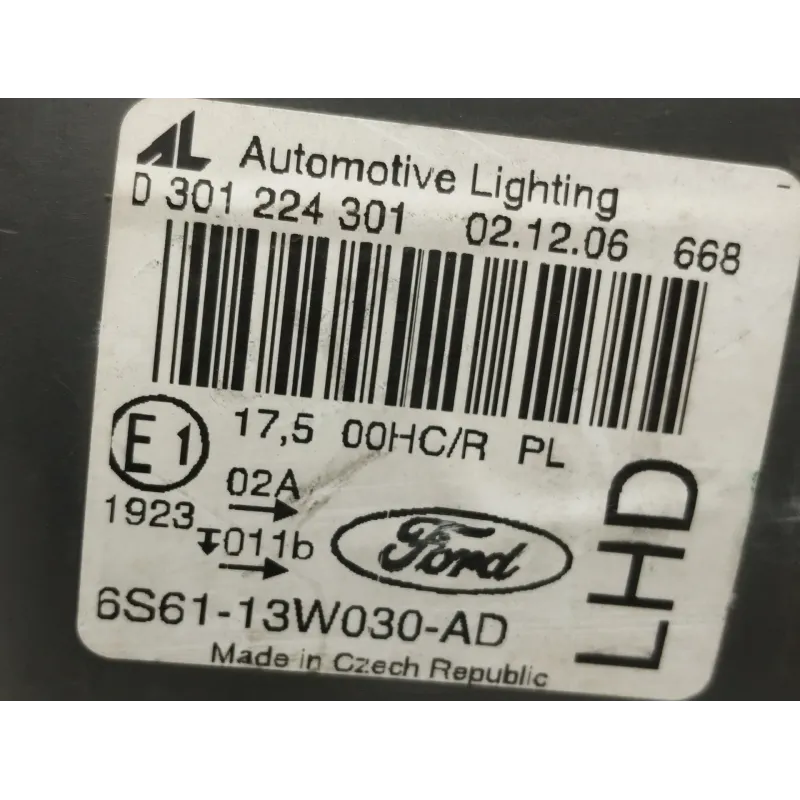 AL Automotive Lighting
D 301 224 301 02.12.06 668
E1 17,5 00HC/R PL
02A
1923
011b
Ford
6S61-13W030-AD
Made in Czech Republic
LHD